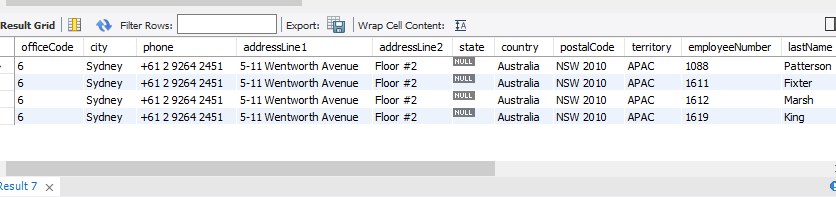 Result Grid Filter Rows: Export: Wrap Cell Content: IA
officeCode city phone addressLine1 addressLine2 state country postalCode territory employeeNumber lastName
6 Sydney +61 2 9264 2451 5-11 Wentworth Avenue Floor #2 NULL Australia NSW 2010 APAC 1088 Patterson
6 Sydney +61 2 9264 2451 5-11 Wentworth Avenue Floor #2 NULL Australia NSW 2010 APAC 1611 Fixter
6 Sydney +61 2 9264 2451 5-11 Wentworth Avenue Floor #2 NULL Australia NSW 2010 APAC 1612 Marsh
6 Sydney +61 2 9264 2451 5-11 Wentworth Avenue Floor #2 NULL Australia NSW 2010 APAC 1619 King
Result 7